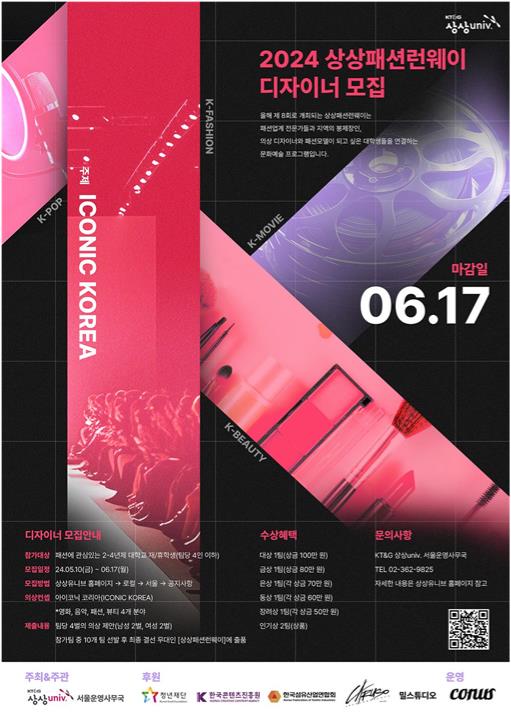 KT&G
상상univ.
2024 상상패션런웨이
디자이너 모집
올해 제 8회로 개최되는 상상패션런웨이는
패션업계 전문가들과 지역의 봉제장인,
의상 디자이너와 패션모델이 되고 싶은 대학생들을 연결하는
문화예술 프로그램입니다.
K-FASHION
K-POP
주제 ICONIC KOREA
K-MOVIE
마감일
06.17
K-BEAUTY
디자이너 모집안내
참가대상 패션에 관심있는 2-4년제 대학교 재/휴학생(팀당 4인 이하)
모집일정 24.05.10(금) ~ 06.17(월)
모집방법 상상유니브 홈페이지 → 로컬 → 서울 → 공지사항
의상컨셉 아이코닉 코리아(ICONIC KOREA)
*영화, 음악, 패션, 뷰티 4개 분야
제출내용 팀당 4벌의 의상 제안(남성 2벌, 여성 2벌)
참가팀 중 10개 팀 선발 후 최종 결선 무대인 [상상패션런웨이]에 출품
수상혜택
대상 1팀(상금 100만 원)
금상 1팀(상금 80만 원)
은상 1팀(각 상금 70만 원)
동상 1팀(각 상금 60만 원)
장려상 1팀(각 상금 50만 원)
인기상 2팀(상품)
문의사항
KT&G 상상univ. 서울운영사무국
TEL 02-362-9825
자세한 내용은 상상유니브 홈페이지 참고
주최&주관
KT&G
상상univ. 서울운영사무국
후원
청년재단
한국콘텐츠진흥원
KOREA CREATIVE CONTENT AGENCY
한국섬유산업연합회
Korea Federation of Textile Industries
CARUSO
밀스튜디오
운영
conus